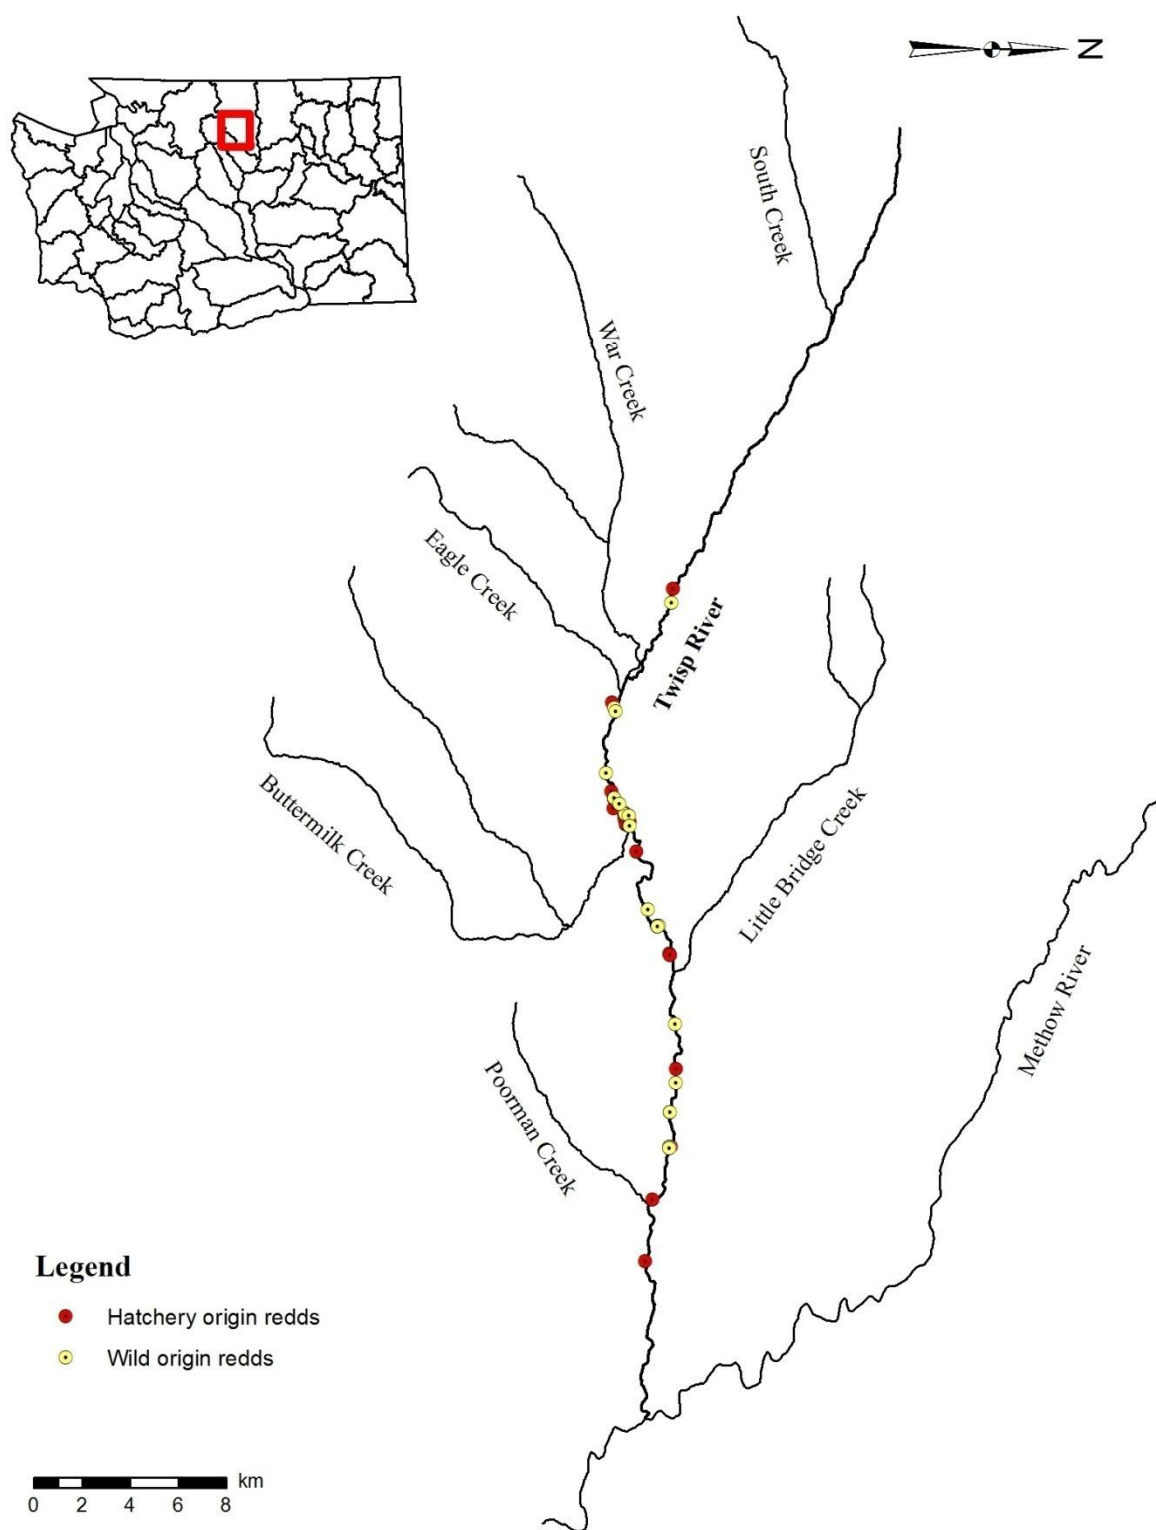 N
South Creek
War Creek
Eagle Creek
Twisp River
Buttermilk Creek
Little Bridge Creek
Methow River
Poorman Creek
Legend
Hatchery origin redds
Wild origin redds
km
0 2 4 6 8